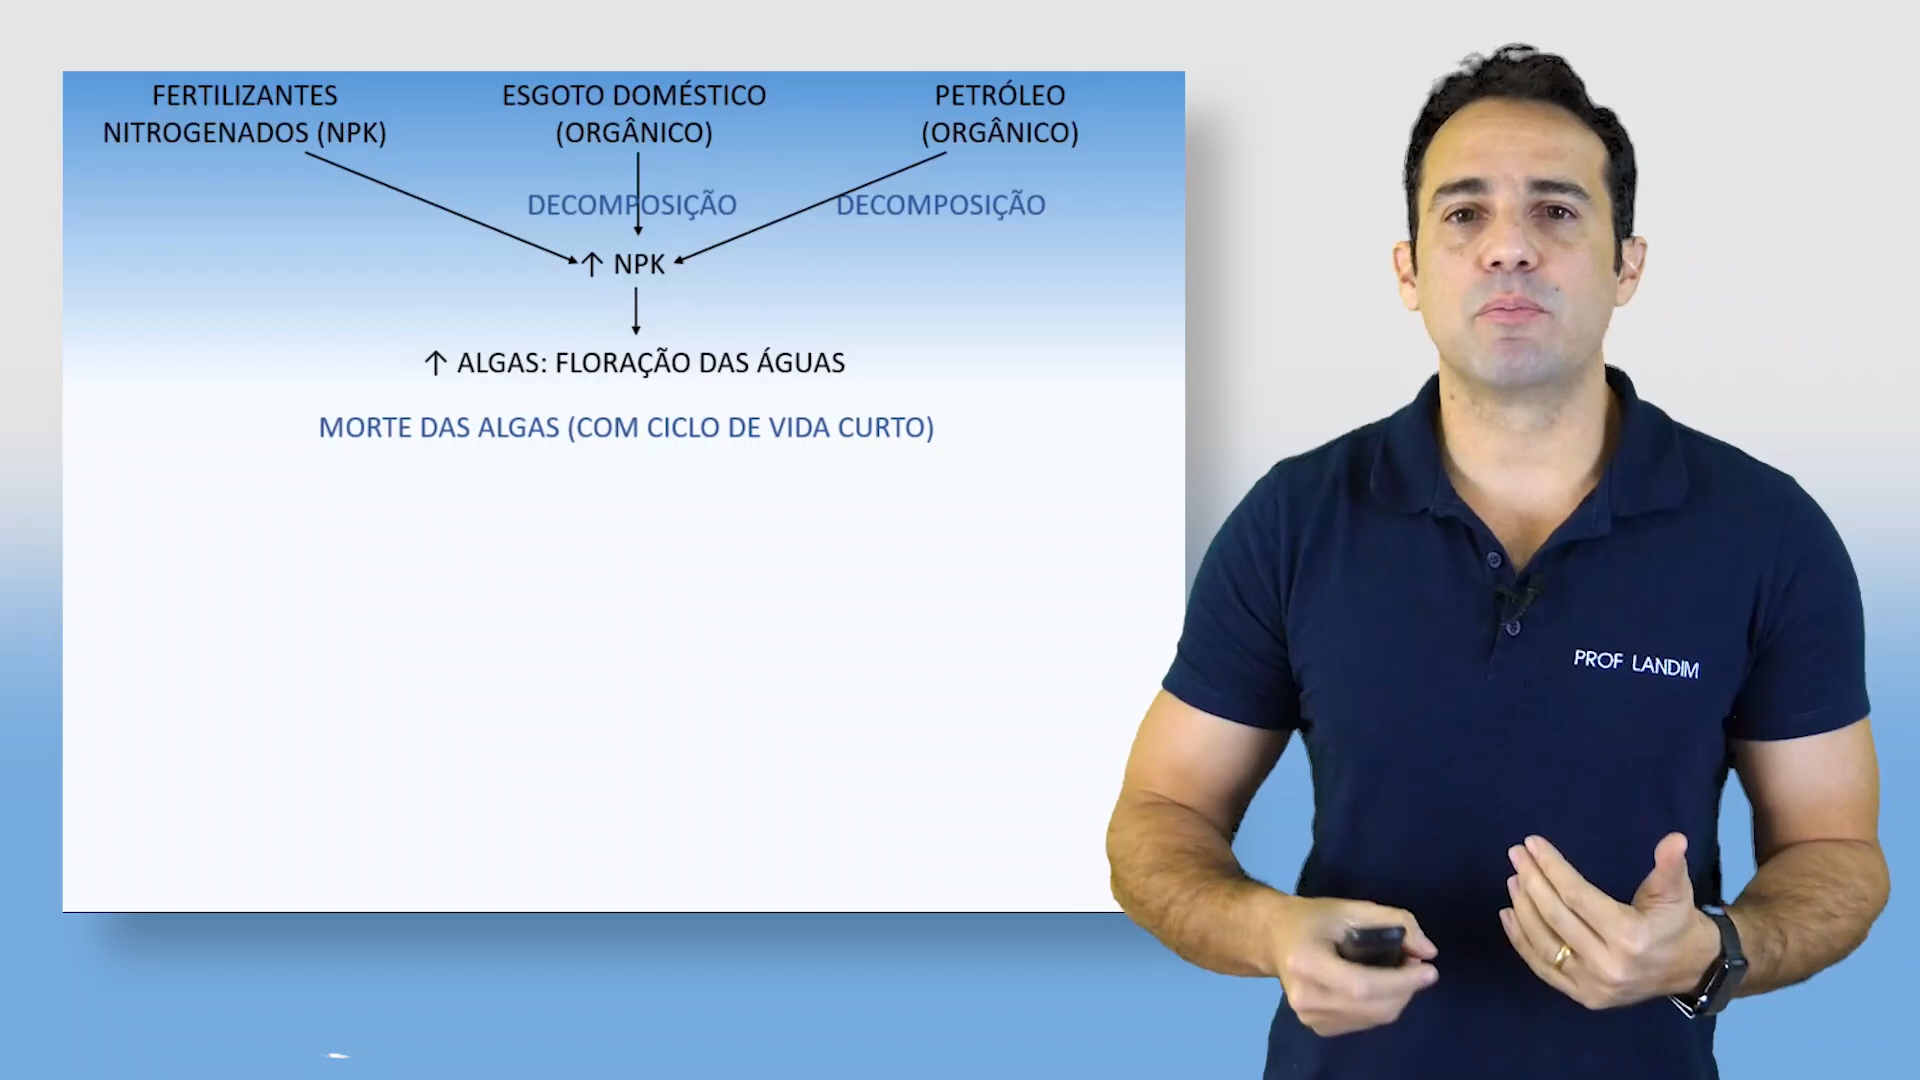 FERTILIZANTES
NITROGENADOS (NPK)
ESGOTO DOMÉSTICO
(ORGÂNICO)
PETRÓLEO
(ORGÂNICO)
DECOMPOSIÇÃO
DECOMPOSIÇÃO
↑ NPK
↑ ALGAS: FLORAÇÃO DAS ÁGUAS
MORTE DAS ALGAS (COM CICLO DE VIDA CURTO)
PROF LANDIM